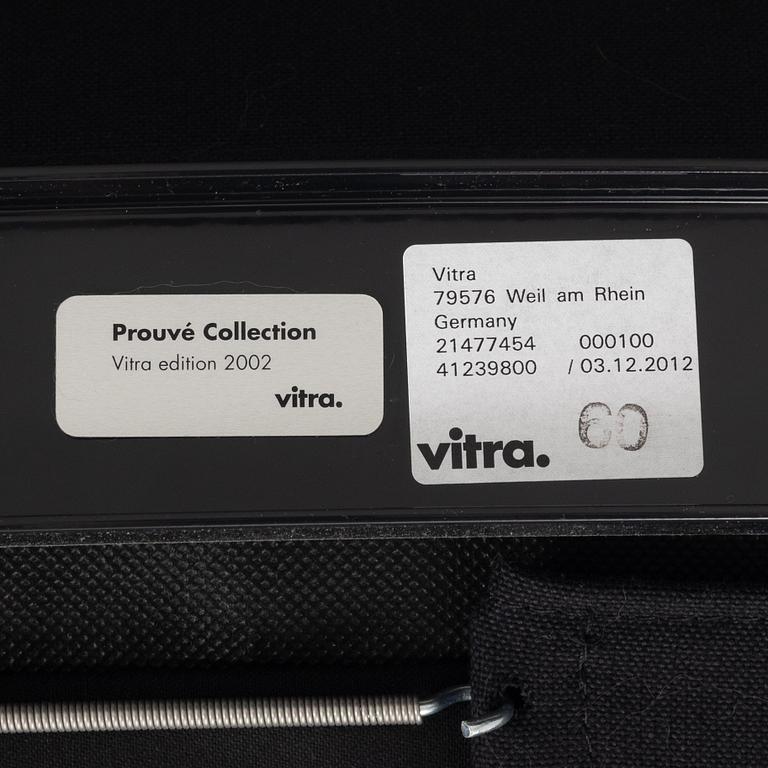 Prouvé Collection
Vitra edition 2002
vitra.
Vitra
79576 Weil am Rhein
Germany
21477454 000100
41239800 / 03.12.2012
vitra. 60